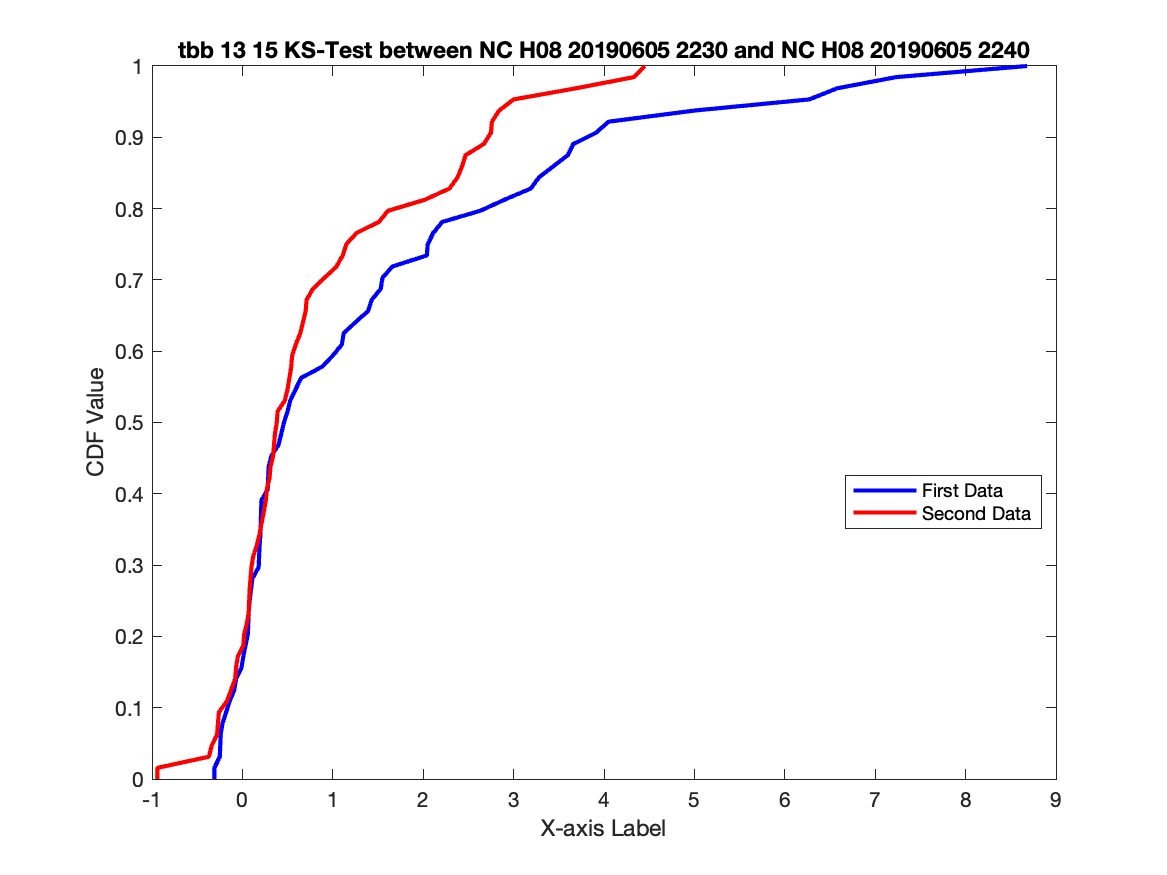 tbb 13 15 KS-Test between NC H08 20190605 2230 and NC H08 20190605 2240
1
0.9
0.8
0.7
0.6
0.5
0.4
0.3
0.2
0.1
0
CDF Value
First Data
Second Data
-1 0 1 2 3 4 5 6 7 8 9
X-axis Label